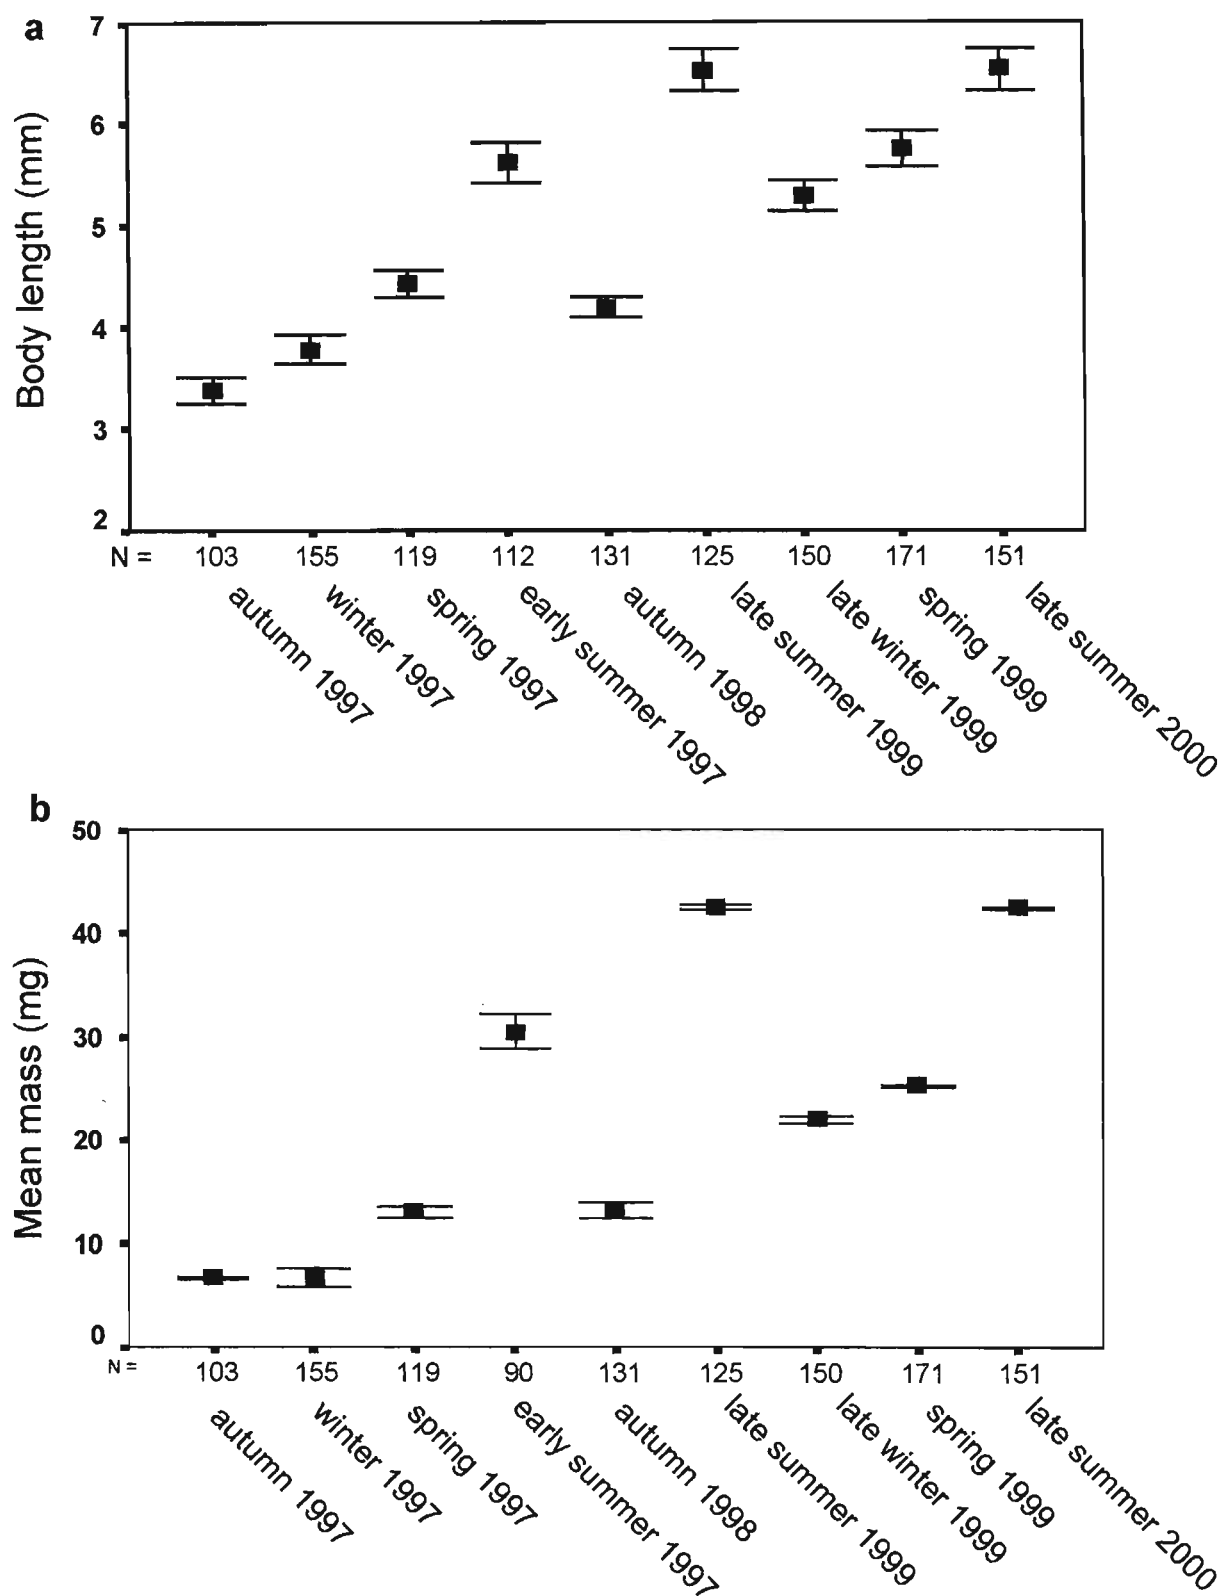 a
Body length (mm)
7
6
5
4
3
2
N = 103 155 119 112 131 125 150 171 151
autumn 1997
winter 1997
spring 1997
early summer 1997
autumn 1998
late summer 1999
late winter 1999
spring 1999
late summer 2000
b
Mean mass (mg)
50
40
30
20
10
0
N = 103 155 119 90 131 125 150 171 151
autumn 1997
winter 1997
spring 1997
early summer 1997
autumn 1998
late summer 1999
late winter 1999
spring 1999
late summer 2000